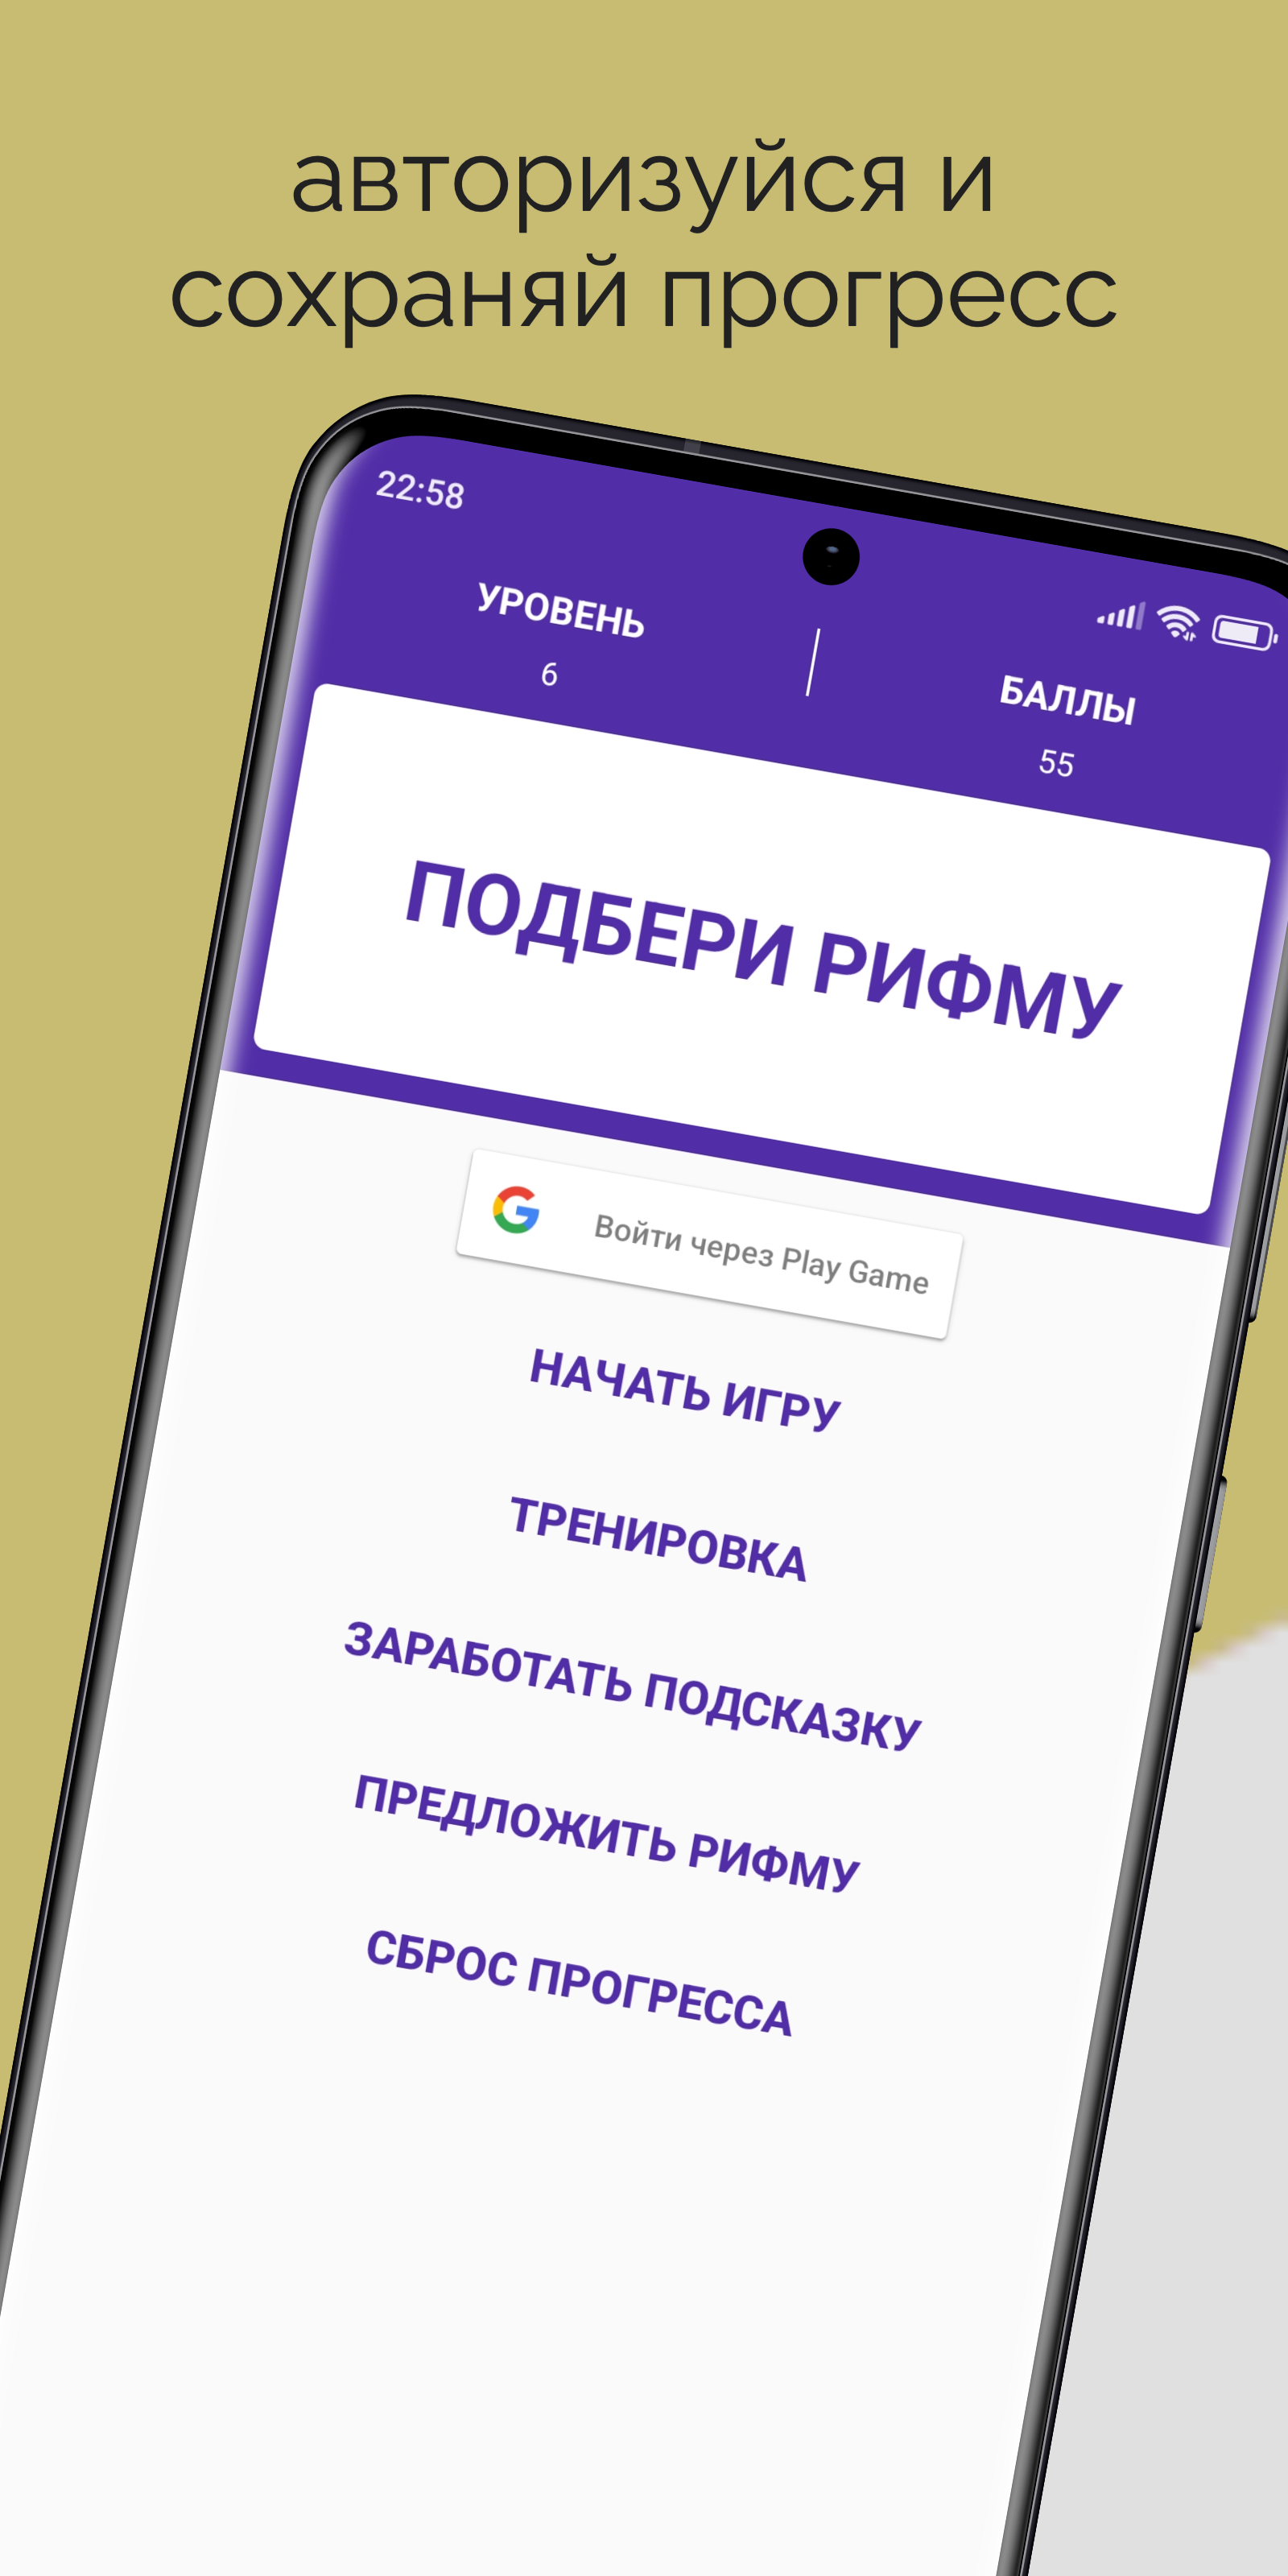 авторизуйся и
сохраняй прогресс
22:58
УРОВЕНЬ
6
БАЛЛЫ
55
ПОДБЕРИ РИФМУ
Войти через Play Game
НАЧАТЬ ИГРУ
ТРЕНИРОВКА
ЗАРАБОТАТЬ ПОДСКАЗКУ
ПРЕДЛОЖИТЬ РИФМУ
СБРОС ПРОГРЕССА